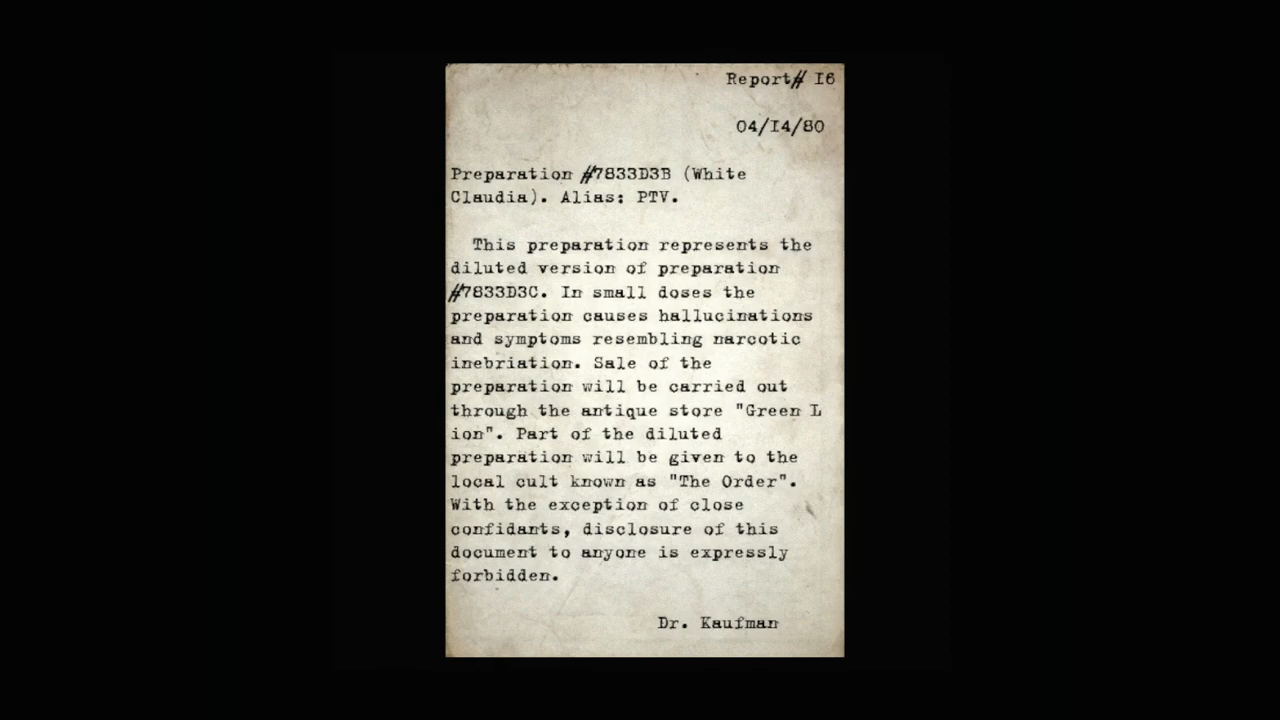 Report# I6
04/I4/80
Preparation #7833D3B (White
Claudia). Alias: PTV.
This preparation represents the
diluted version of preparation
#7833D3C. In small doses the
preparation causes hallucinations
and symptoms resembling narcotic
inebriation. Sale of the
preparation will be carried out
through the antique store "Green L
ion". Part of the diluted
preparation will be given to the
local cult known as "The Order".
With the exception of close
confidants, disclosure of this
document to anyone is expressly
forbidden.
Dr. Kaufman